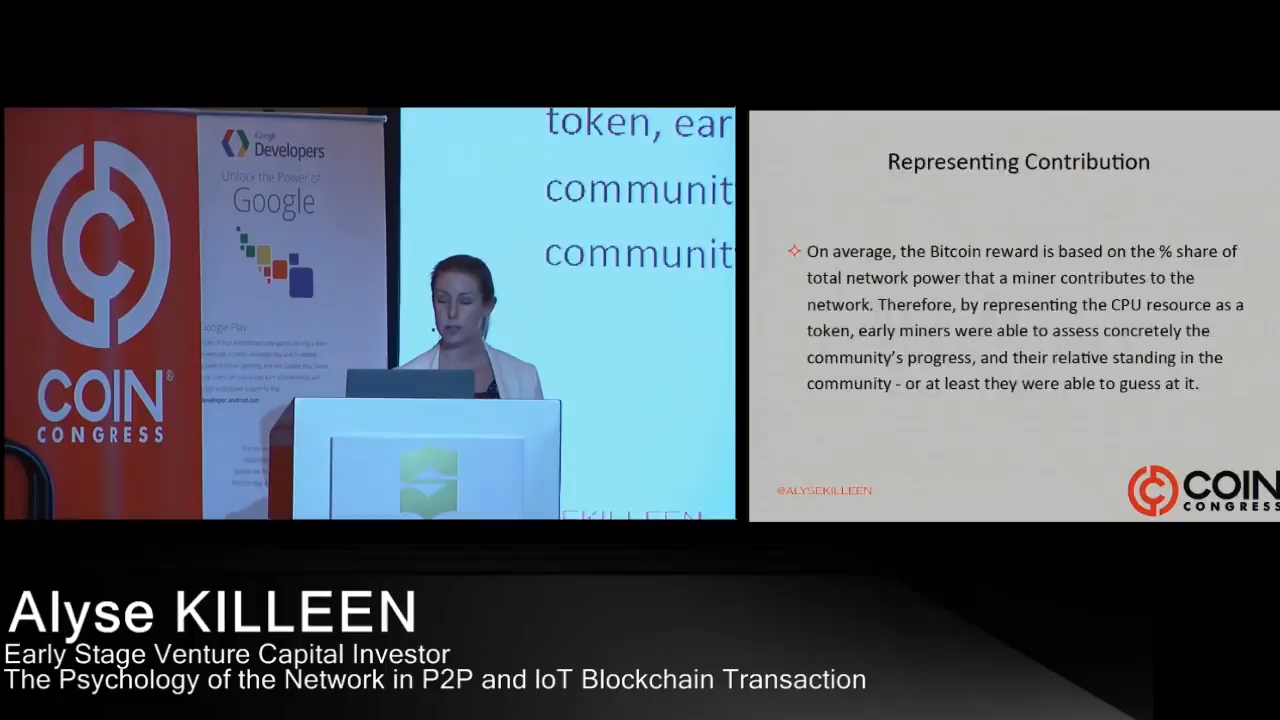 COIN
CONGRESS
Google
Developers
Unlock the Power of
Google
Google Play
developer.android.com
token, ear
communit
communit
EKILLEEN
Representing Contribution
On average, the Bitcoin reward is based on the % share of
total network power that a miner contributes to the
network. Therefore, by representing the CPU resource as a
token, early miners were able to assess concretely the
community’s progress, and their relative standing in the
community - or at least they were able to guess at it.
@ALYSEKILLEEN
COIN
CONGRESS
Alyse KILLEEN
Early Stage Venture Capital Investor
The Psychology of the Network in P2P and IoT Blockchain Transaction